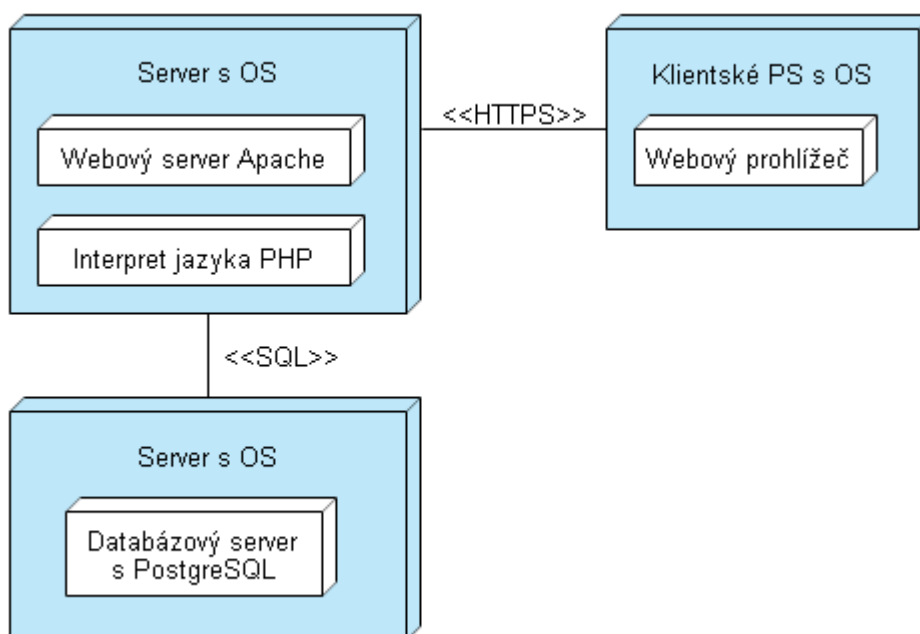 Server s OS
Webový server Apache
Interpret jazyka PHP
<<HTTPS>>
Klientské PS s OS
Webový prohlížeč
<<SQL>>
Server s OS
Databázový server
s PostgreSQL